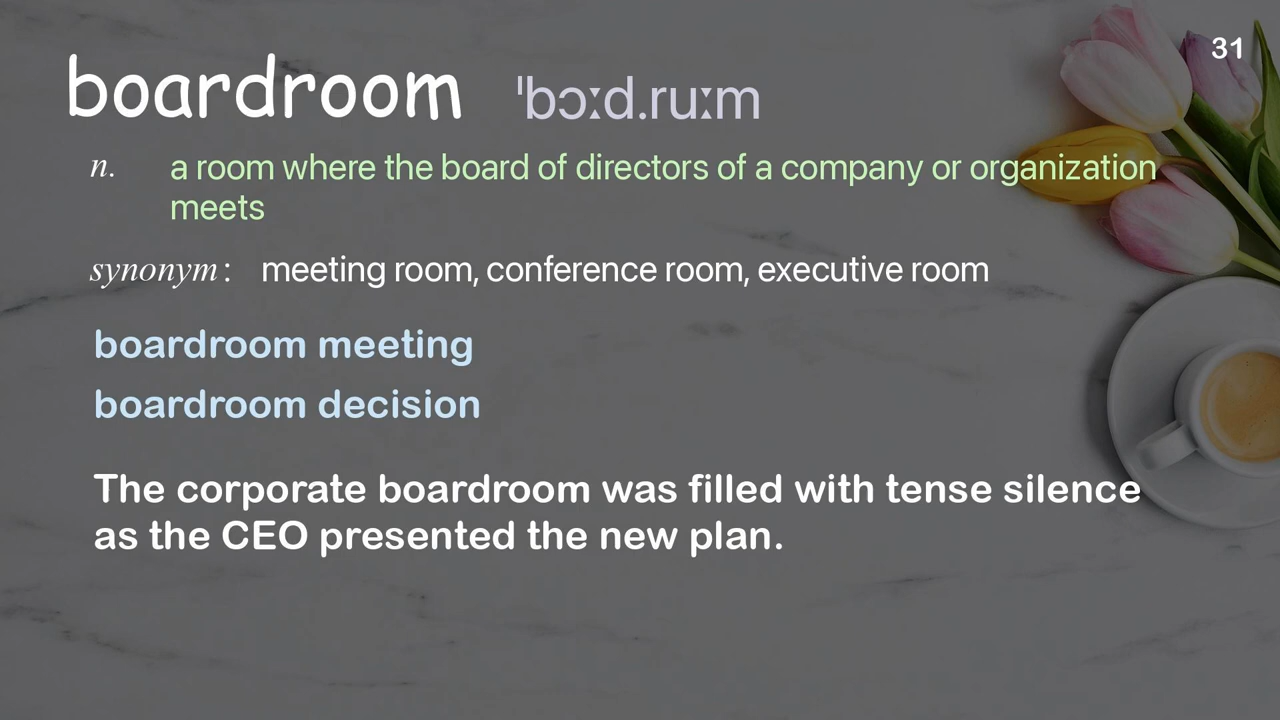 31
boardroom ˈbɔːd.ruːm
n. a room where the board of directors of a company or organization
meets
synonym: meeting room, conference room, executive room
boardroom meeting
boardroom decision
The corporate boardroom was filled with tense silence
as the CEO presented the new plan.